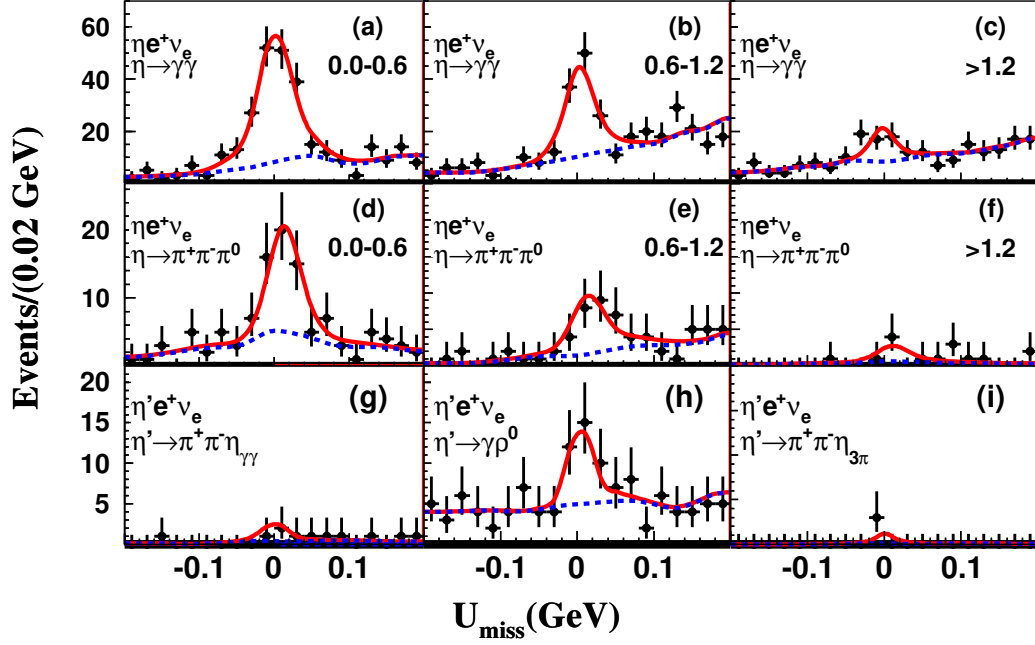 Events/(0.02 GeV)
60
40
20
ηe⁺νₑ
η→γγ
(a)
0.0-0.6
ηe⁺νₑ
η→γγ
(b)
0.6-1.2
ηe⁺νₑ
η→γγ
(c)
>1.2
20
10
ηe⁺νₑ
η→π⁺π⁻π⁰
(d)
0.0-0.6
ηe⁺νₑ
η→π⁺π⁻π⁰
(e)
0.6-1.2
ηe⁺νₑ
η→π⁺π⁻π⁰
(f)
>1.2
20
15
10
5
η'e⁺νₑ
η'→π⁺π⁻η_γγ
(g)
η'e⁺νₑ
η'→γρ⁰
(h)
η'e⁺νₑ
η'→π⁺π⁻η_3π
(i)
-0.1 0 0.1 -0.1 0 0.1 -0.1 0 0.1
U_miss(GeV)